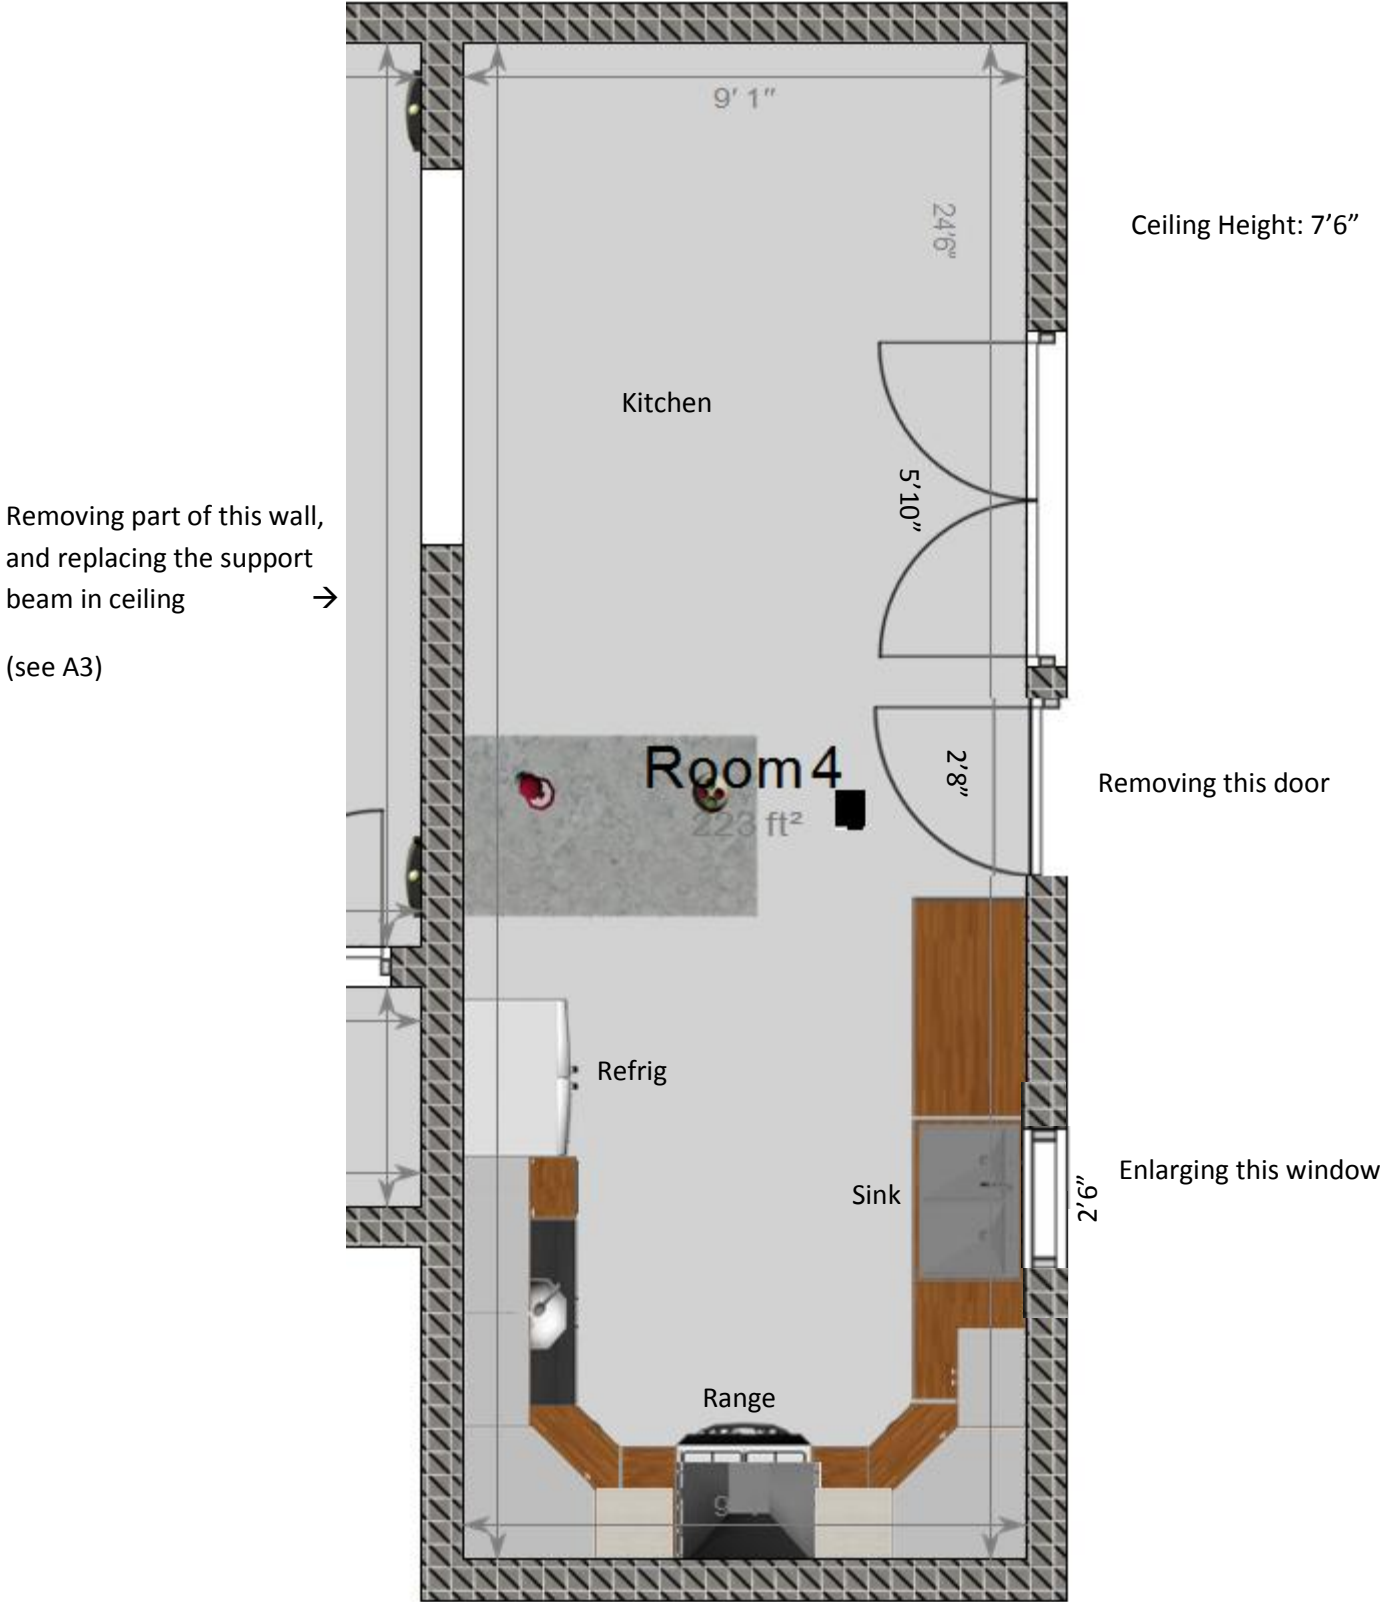 9' 1"
24'6"
Ceiling Height: 7’6”
Kitchen
5’10”
Removing part of this wall,
and replacing the support
beam in ceiling →
(see A3)
Room 4
223 ft²
2’8”
Removing this door
Refrig
Enlarging this window
Sink
2’6”
Range